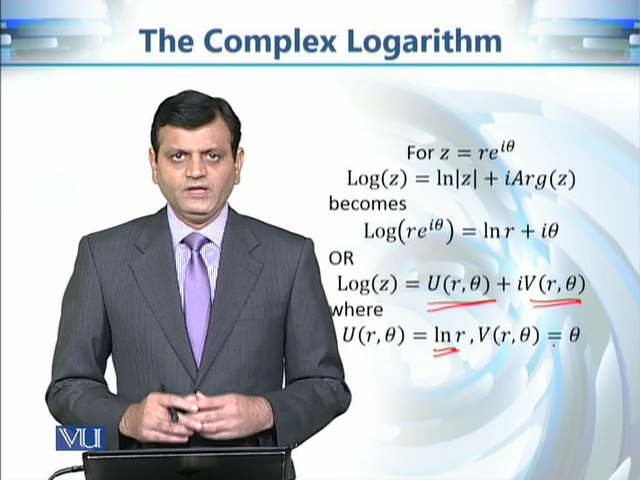 The Complex Logarithm
For z = re^{iθ}
Log(z) = ln|z| + iArg(z)
becomes
Log(re^{iθ}) = ln r + iθ
OR
Log(z) = U(r, θ) + iV(r, θ)
where
U(r, θ) = ln r , V(r, θ) = θ
VU